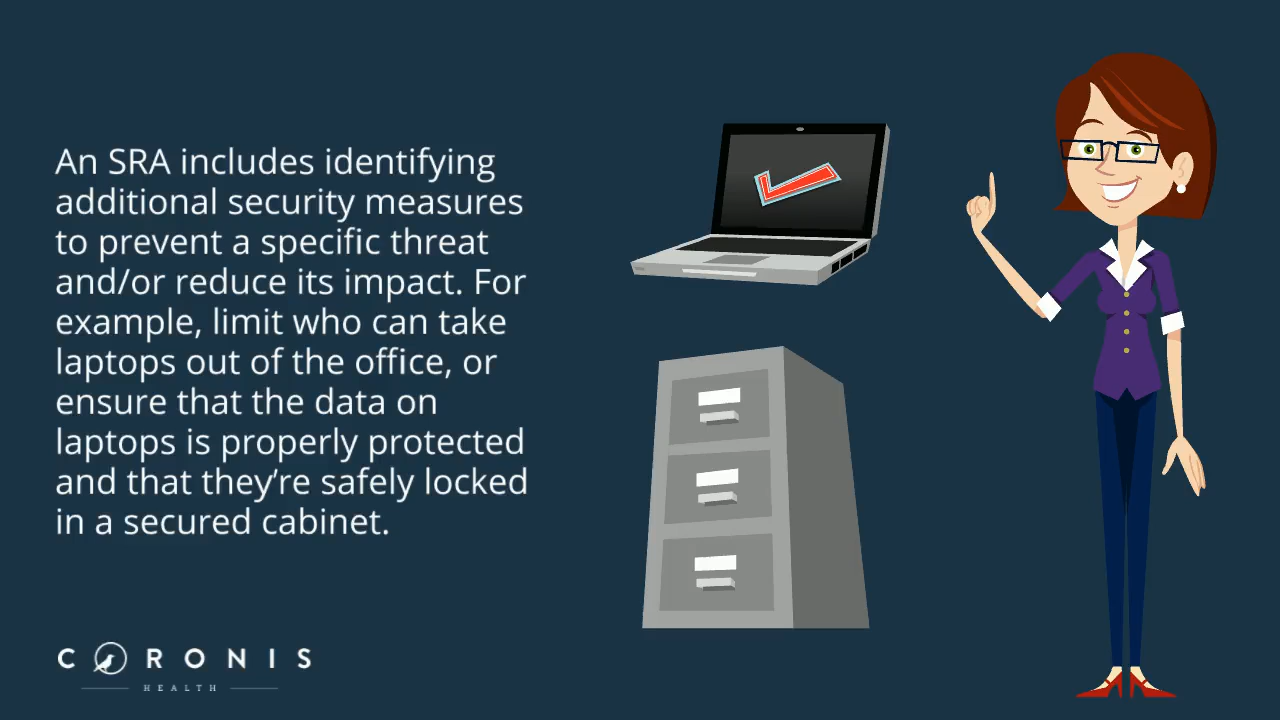 An SRA includes identifying
additional security measures
to prevent a specific threat
and/or reduce its impact. For
example, limit who can take
laptops out of the office, or
ensure that the data on
laptops is properly protected
and that they’re safely locked
in a secured cabinet.
CORONIS
HEALTH